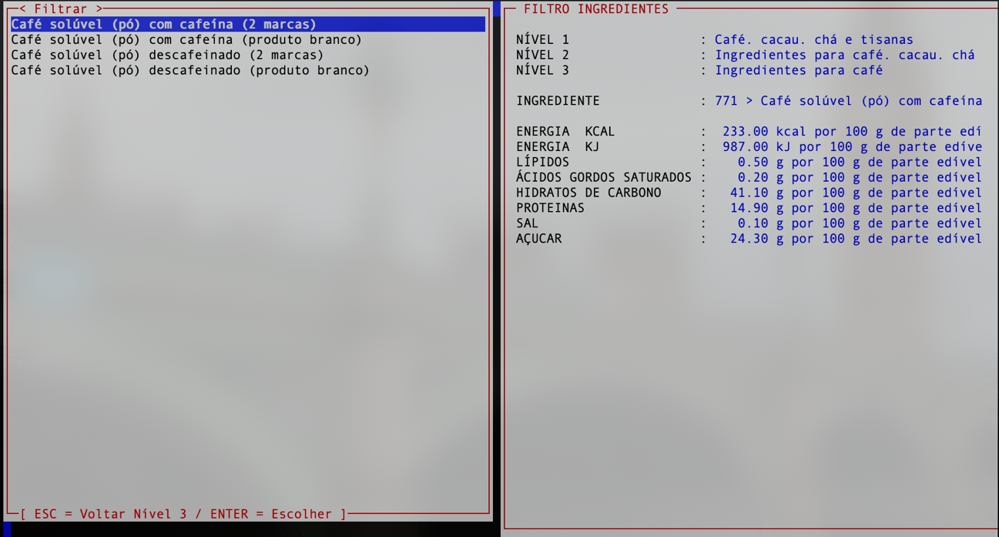 < Filtrar >
Café solúvel (pó) com cafeína (2 marcas)
Café solúvel (pó) com cafeína (produto branco)
Café solúvel (pó) descafeinado (2 marcas)
Café solúvel (pó) descafeinado (produto branco)
[ ESC = Voltar Nível 3 / ENTER = Escolher ]
FILTRO INGREDIENTES
NÍVEL 1 : Café. cacau. chá e tisanas
NÍVEL 2 : Ingredientes para café. cacau. chá
NÍVEL 3 : Ingredientes para café
INGREDIENTE : 771 > Café solúvel (pó) com cafeína
ENERGIA KCAL : 233.00 kcal por 100 g de parte edí
ENERGIA KJ : 987.00 kJ por 100 g de parte edíve
LÍPIDOS : 0.50 g por 100 g de parte edível
ÁCIDOS GORDOS SATURADOS : 0.20 g por 100 g de parte edível
HIDRATOS DE CARBONO : 41.10 g por 100 g de parte edível
PROTEINAS : 14.90 g por 100 g de parte edível
SAL : 0.10 g por 100 g de parte edível
AÇUCAR : 24.30 g por 100 g de parte edível